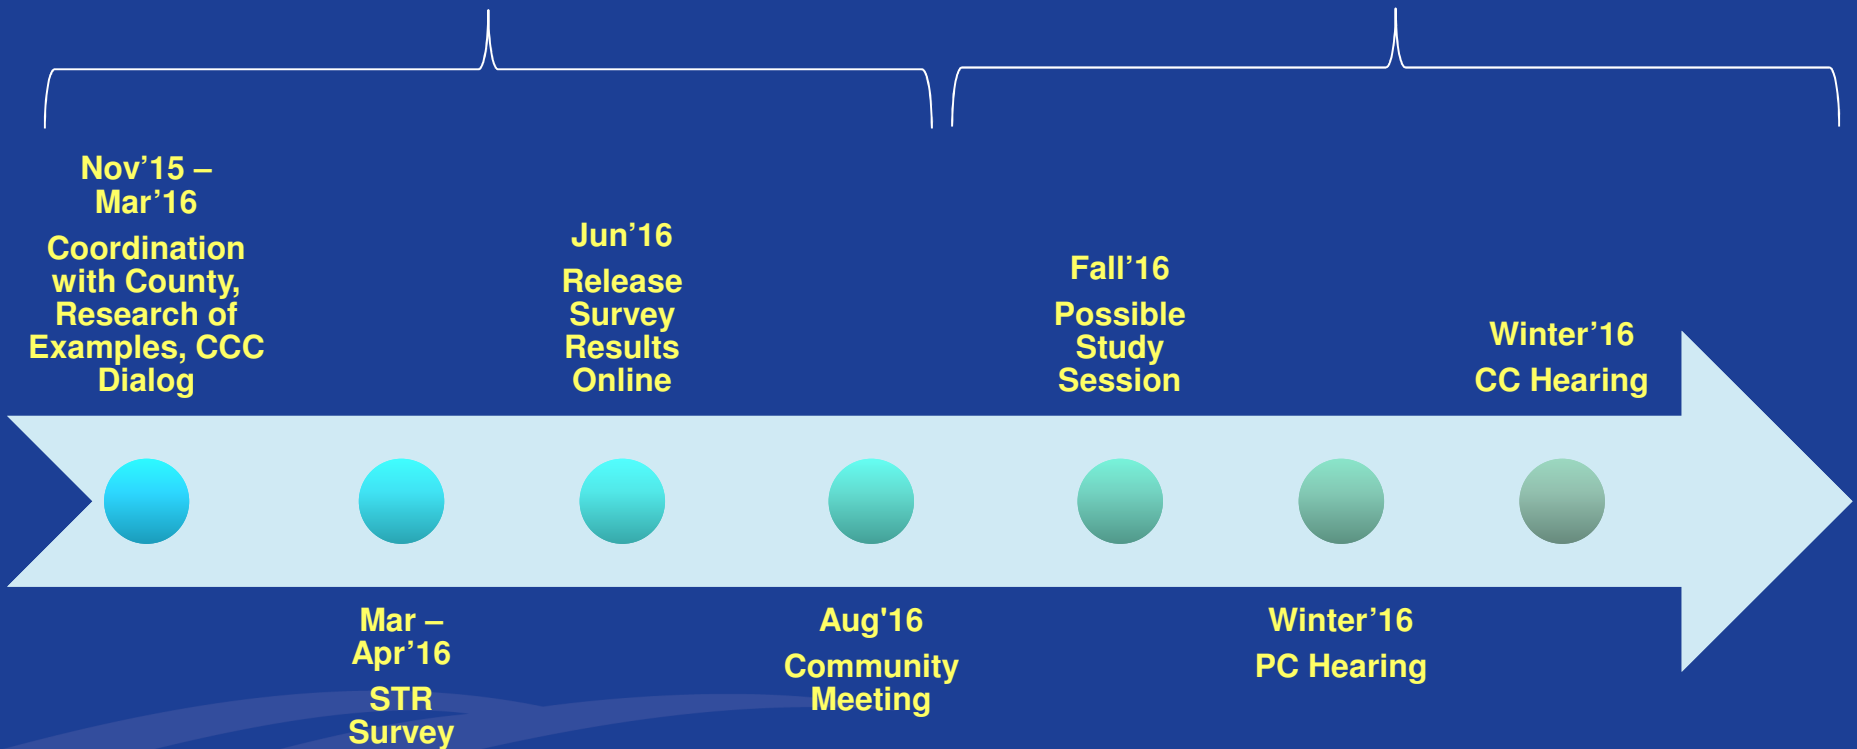 Nov’15 –
Mar’16
Coordination
with County,
Research of
Examples, CCC
Dialog
Mar –
Apr’16
STR
Survey
Jun’16
Release
Survey
Results
Online
Aug'16
Community
Meeting
Fall’16
Possible
Study
Session
Winter’16
PC Hearing
Winter’16
CC Hearing